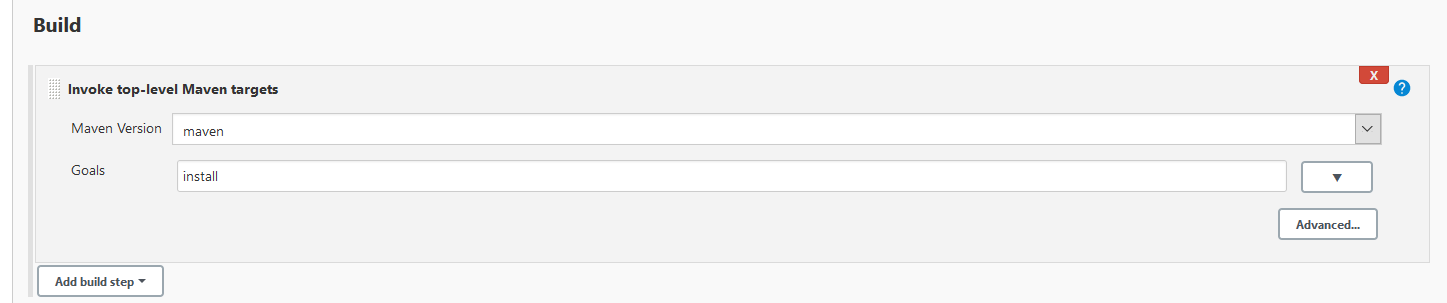 Build
X
Invoke top-level Maven targets
?
Maven Version
maven
Goals
install
Advanced...
Add build step